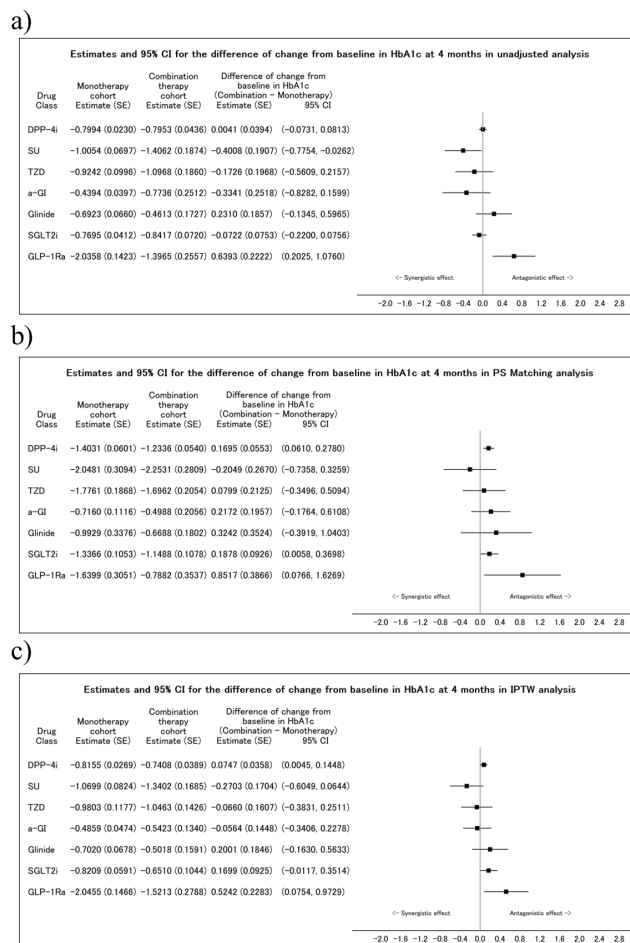 a)
Estimates and 95% CI for the difference of change from baseline in HbA1c at 4 months in unadjusted analysis
Drug Class Monotherapy cohort Estimate (SE) Combination therapy cohort Estimate (SE) Difference of change from baseline in HbA1c (Combination − Monotherapy) Estimate (SE) 95% CI
DPP-4i −0.7994 (0.0230) −0.7953 (0.0436) 0.0041 (0.0394) (−0.0731, 0.0813)
SU −1.0054 (0.0697) −1.4062 (0.1874) −0.4008 (0.1907) (−0.7754, −0.0262)
TZD −0.9242 (0.0996) −1.0968 (0.1860) −0.1726 (0.1968) (−0.5609, 0.2157)
a-GI −0.4394 (0.0397) −0.7736 (0.2512) −0.3341 (0.2518) (−0.8282, 0.1599)
Glinide −0.6923 (0.0660) −0.4613 (0.1727) 0.2310 (0.1857) (−0.1345, 0.5965)
SGLT2i −0.7695 (0.0412) −0.8417 (0.0720) −0.0722 (0.0753) (−0.2200, 0.0756)
GLP-1Ra −2.0358 (0.1423) −1.3965 (0.2557) 0.6393 (0.2222) (0.2025, 1.0760)
<− Synergistic effect Antagonistic effect −>
−2.0 −1.6 −1.2 −0.8 −0.4 0.0 0.4 0.8 1.2 1.6 2.0 2.4 2.8
b)
Estimates and 95% CI for the difference of change from baseline in HbA1c at 4 months in PS Matching analysis
Drug Class Monotherapy cohort Estimate (SE) Combination therapy cohort Estimate (SE) Difference of change from baseline in HbA1c (Combination − Monotherapy) Estimate (SE) 95% CI
DPP-4i −1.4031 (0.0601) −1.2336 (0.0540) 0.1695 (0.0553) (0.0610, 0.2780)
SU −2.0481 (0.3094) −2.2531 (0.2809) −0.2049 (0.2670) (−0.7358, 0.3259)
TZD −1.7761 (0.1868) −1.6962 (0.2054) 0.0799 (0.2125) (−0.3496, 0.5094)
a-GI −0.7160 (0.1116) −0.4988 (0.2056) 0.2172 (0.1957) (−0.1764, 0.6108)
Glinide −0.9929 (0.3376) −0.6688 (0.1802) 0.3242 (0.3524) (−0.3919, 1.0403)
SGLT2i −1.3366 (0.1053) −1.1488 (0.1078) 0.1878 (0.0926) (0.0058, 0.3698)
GLP-1Ra −1.6399 (0.3051) −0.7882 (0.3537) 0.8517 (0.3866) (0.0766, 1.6269)
<− Synergistic effect Antagonistic effect −>
−2.0 −1.6 −1.2 −0.8 −0.4 0.0 0.4 0.8 1.2 1.6 2.0 2.4 2.8
c)
Estimates and 95% CI for the difference of change from baseline in HbA1c at 4 months in IPTW analysis
Drug Class Monotherapy cohort Estimate (SE) Combination therapy cohort Estimate (SE) Difference of change from baseline in HbA1c (Combination − Monotherapy) Estimate (SE) 95% CI
DPP-4i −0.8155 (0.0269) −0.7408 (0.0389) 0.0747 (0.0358) (0.0045, 0.1448)
SU −1.0699 (0.0824) −1.3402 (0.1685) −0.2703 (0.1704) (−0.6049, 0.0644)
TZD −0.9803 (0.1177) −1.0463 (0.1426) −0.0660 (0.1607) (−0.3831, 0.2511)
a-GI −0.4859 (0.0474) −0.5423 (0.1340) −0.0564 (0.1448) (−0.3406, 0.2278)
Glinide −0.7020 (0.0678) −0.5018 (0.1591) 0.2001 (0.1846) (−0.1630, 0.5633)
SGLT2i −0.8209 (0.0591) −0.6510 (0.1044) 0.1699 (0.0925) (−0.0117, 0.3514)
GLP-1Ra −2.0455 (0.1466) −1.5213 (0.2788) 0.5242 (0.2283) (0.0754, 0.9729)
<− Synergistic effect Antagonistic effect −>
−2.0 −1.6 −1.2 −0.8 −0.4 0.0 0.4 0.8 1.2 1.6 2.0 2.4 2.8